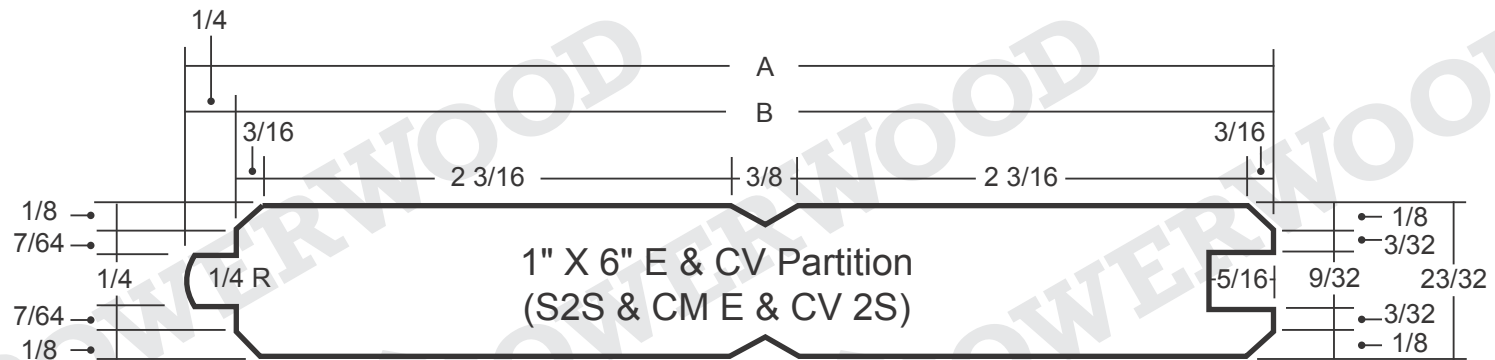 1/4
A
B
3/16
3/16
2 3/16
3/8
2 3/16
1/8
7/64
1/4
7/64
1/8
1/4 R
1" X 6" E & CV Partition
(S2S & CM E & CV 2S)
5/16
9/32
23/32
1/8
3/32
3/32
1/8
POWERWOOD
POWERWOOD
POWERWOOD